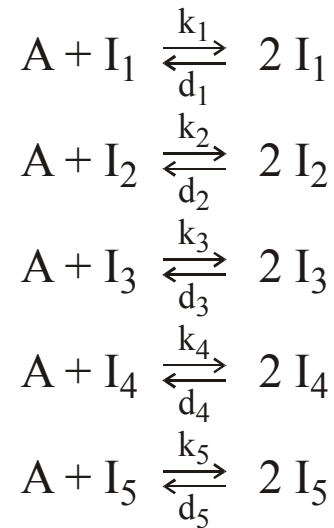 k₁
A + I₁ ⇌ 2 I₁
d₁
k₂
A + I₂ ⇌ 2 I₂
d₂
k₃
A + I₃ ⇌ 2 I₃
d₃
k₄
A + I₄ ⇌ 2 I₄
d₄
k₅
A + I₅ ⇌ 2 I₅
d₅